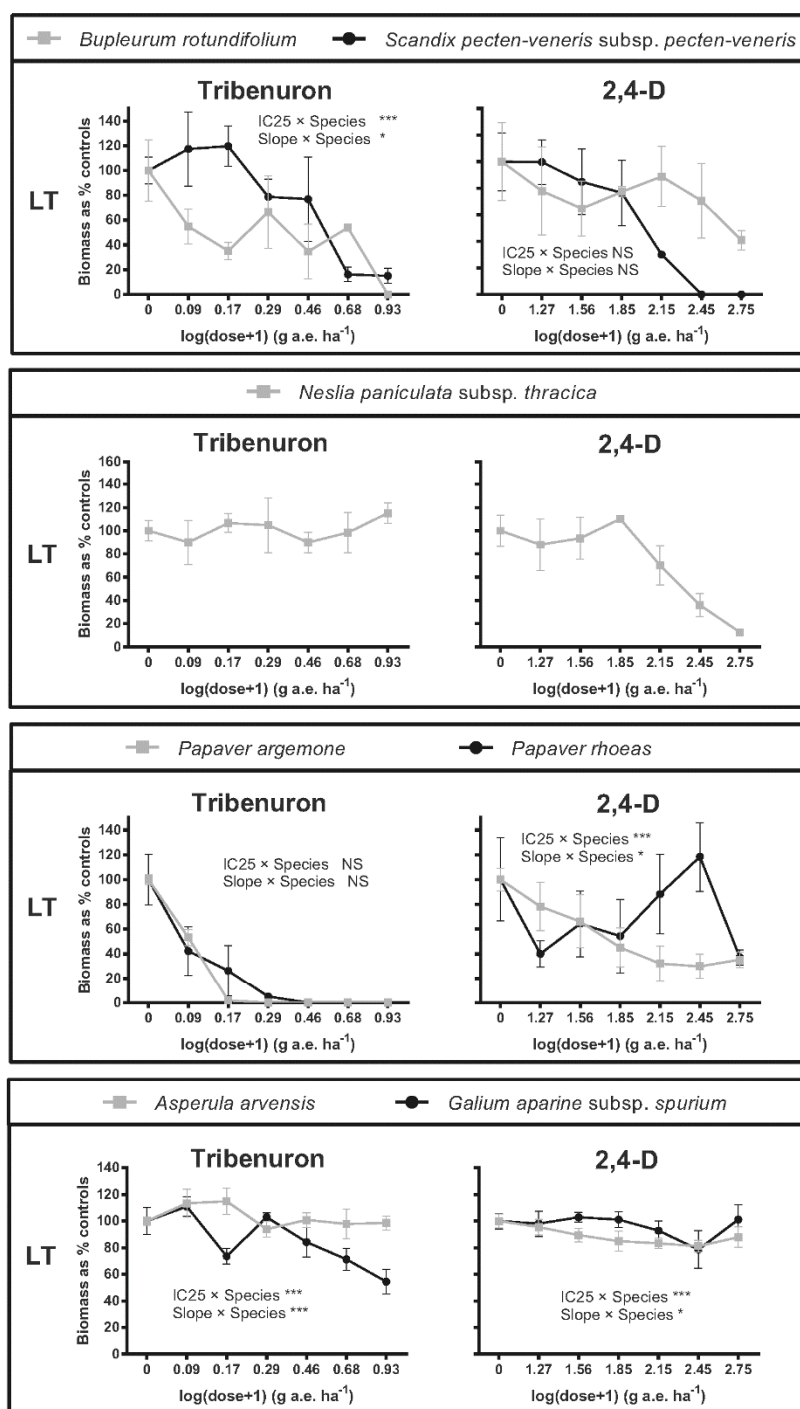 Bupleurum rotundifolium Scandix pecten-veneris subsp. pecten-veneris
LT
Tribenuron
Biomass as % controls
140
120
100
80
60
40
20
0
IC25 × Species ***
Slope × Species *
0 0.09 0.17 0.29 0.46 0.68 0.93
log(dose+1) (g a.e. ha-1)
2,4-D
IC25 × Species NS
Slope × Species NS
0 1.27 1.56 1.85 2.15 2.45 2.75
log(dose+1) (g a.e. ha-1)
Neslia paniculata subsp. thracica
LT
Tribenuron
Biomass as % controls
160
140
120
100
80
60
40
20
0
0 0.09 0.17 0.29 0.46 0.68 0.93
log(dose+1) (g a.e. ha-1)
2,4-D
0 1.27 1.56 1.85 2.15 2.45 2.75
log(dose+1) (g a.e. ha-1)
Papaver argemone Papaver rhoeas
LT
Tribenuron
Biomass as % controls
140
120
100
80
60
40
20
0
IC25 × Species NS
Slope × Species NS
0 0.09 0.17 0.29 0.46 0.68 0.93
log(dose+1) (g a.e. ha-1)
2,4-D
IC25 × Species ***
Slope × Species *
0 1.27 1.56 1.85 2.15 2.45 2.75
log(dose+1) (g a.e. ha-1)
Asperula arvensis Galium aparine subsp. spurium
LT
Tribenuron
Biomass as % controls
140
120
100
80
60
40
20
0
IC25 × Species ***
Slope × Species ***
0 0.09 0.17 0.29 0.46 0.68 0.93
log(dose+1) (g a.e. ha-1)
2,4-D
IC25 × Species ***
Slope × Species *
0 1.27 1.56 1.85 2.15 2.45 2.75
log(dose+1) (g a.e. ha-1)